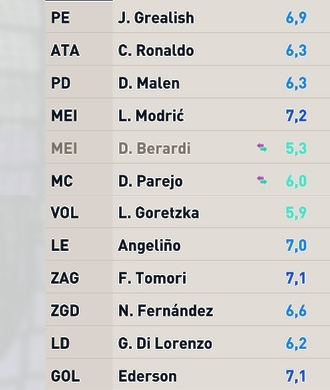 PE J. Grealish 6,9
ATA C. Ronaldo 6,3
PD D. Malen 6,3
MEI L. Modrić 7,2
MEI D. Berardi 5,3
MC D. Parejo 6,0
VOL L. Goretzka 5,9
LE Angeliño 7,0
ZAG F. Tomori 7,1
ZGD N. Fernández 6,6
LD G. Di Lorenzo 6,2
GOL Ederson 7,1